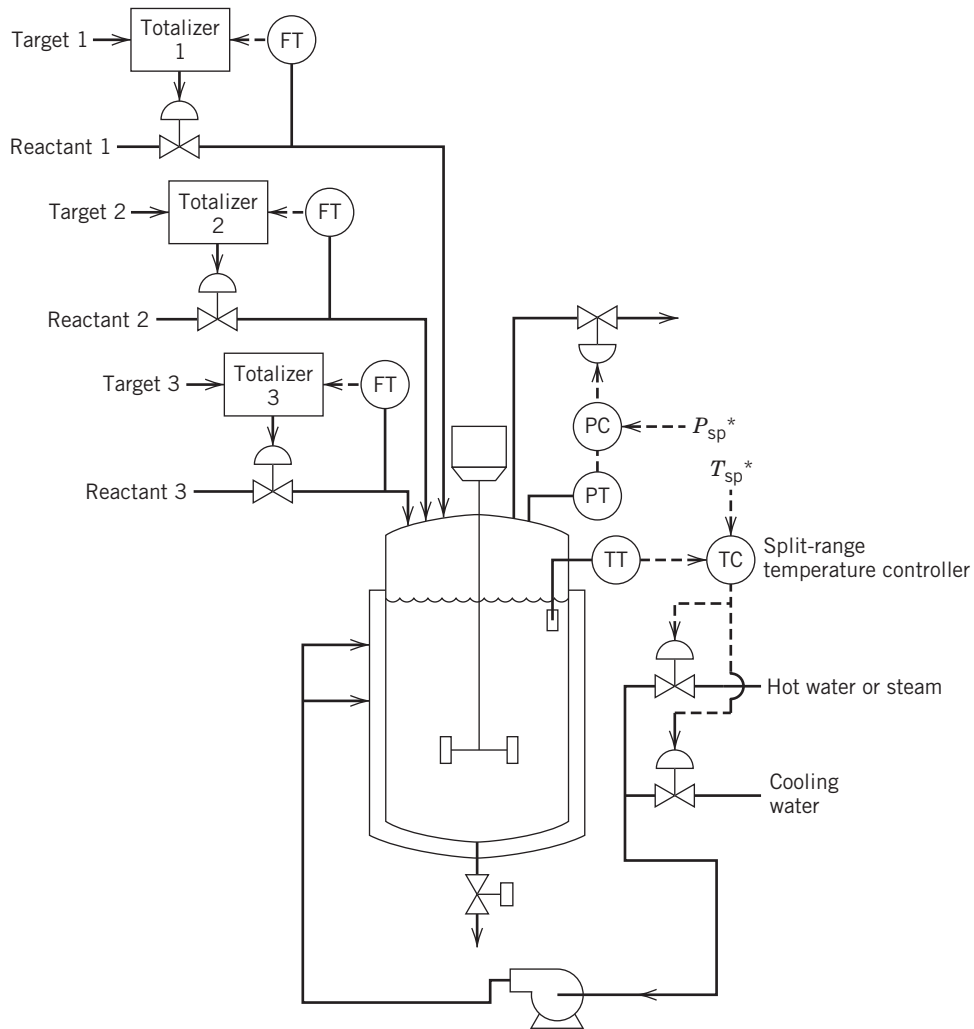 Target 1
Totalizer
1
FT
Reactant 1
Target 2
Totalizer
2
FT
Reactant 2
Target 3
Totalizer
3
FT
Reactant 3
PC
P_sp*
PT
T_sp*
TT
TC
Split-range
temperature controller
Hot water or steam
Cooling
water